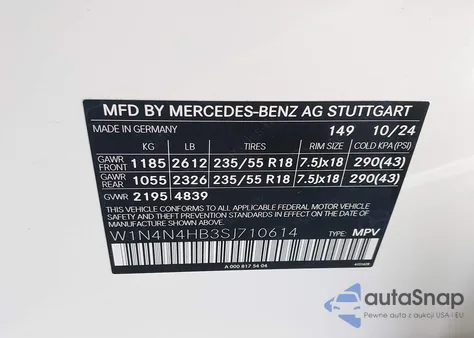 MFD BY MERCEDES-BENZ AG STUTTGART
MADE IN GERMANY 149 10/24
KG LB TIRES RIM SIZE COLD KPA (PSI)
GAWR FRONT 1185 2612 235/55 R18 7.5Jx18 290(43)
GAWR REAR 1055 2326 235/55 R18 7.5Jx18 290(43)
GVWR 2195 4839
THIS VEHICLE CONFORMS TO ALL APPLICABLE FEDERAL MOTOR VEHICLE
SAFETY AND THEFT PREVENTION STANDARDS IN EFFECT ON THE DATE OF
MANUFACTURE SHOWN ABOVE.
W1N4N4HB3SJ710614 TYPE: MPV
A 000 817 54 04
autoSnap
Pewne auta z aukcji USA - EU